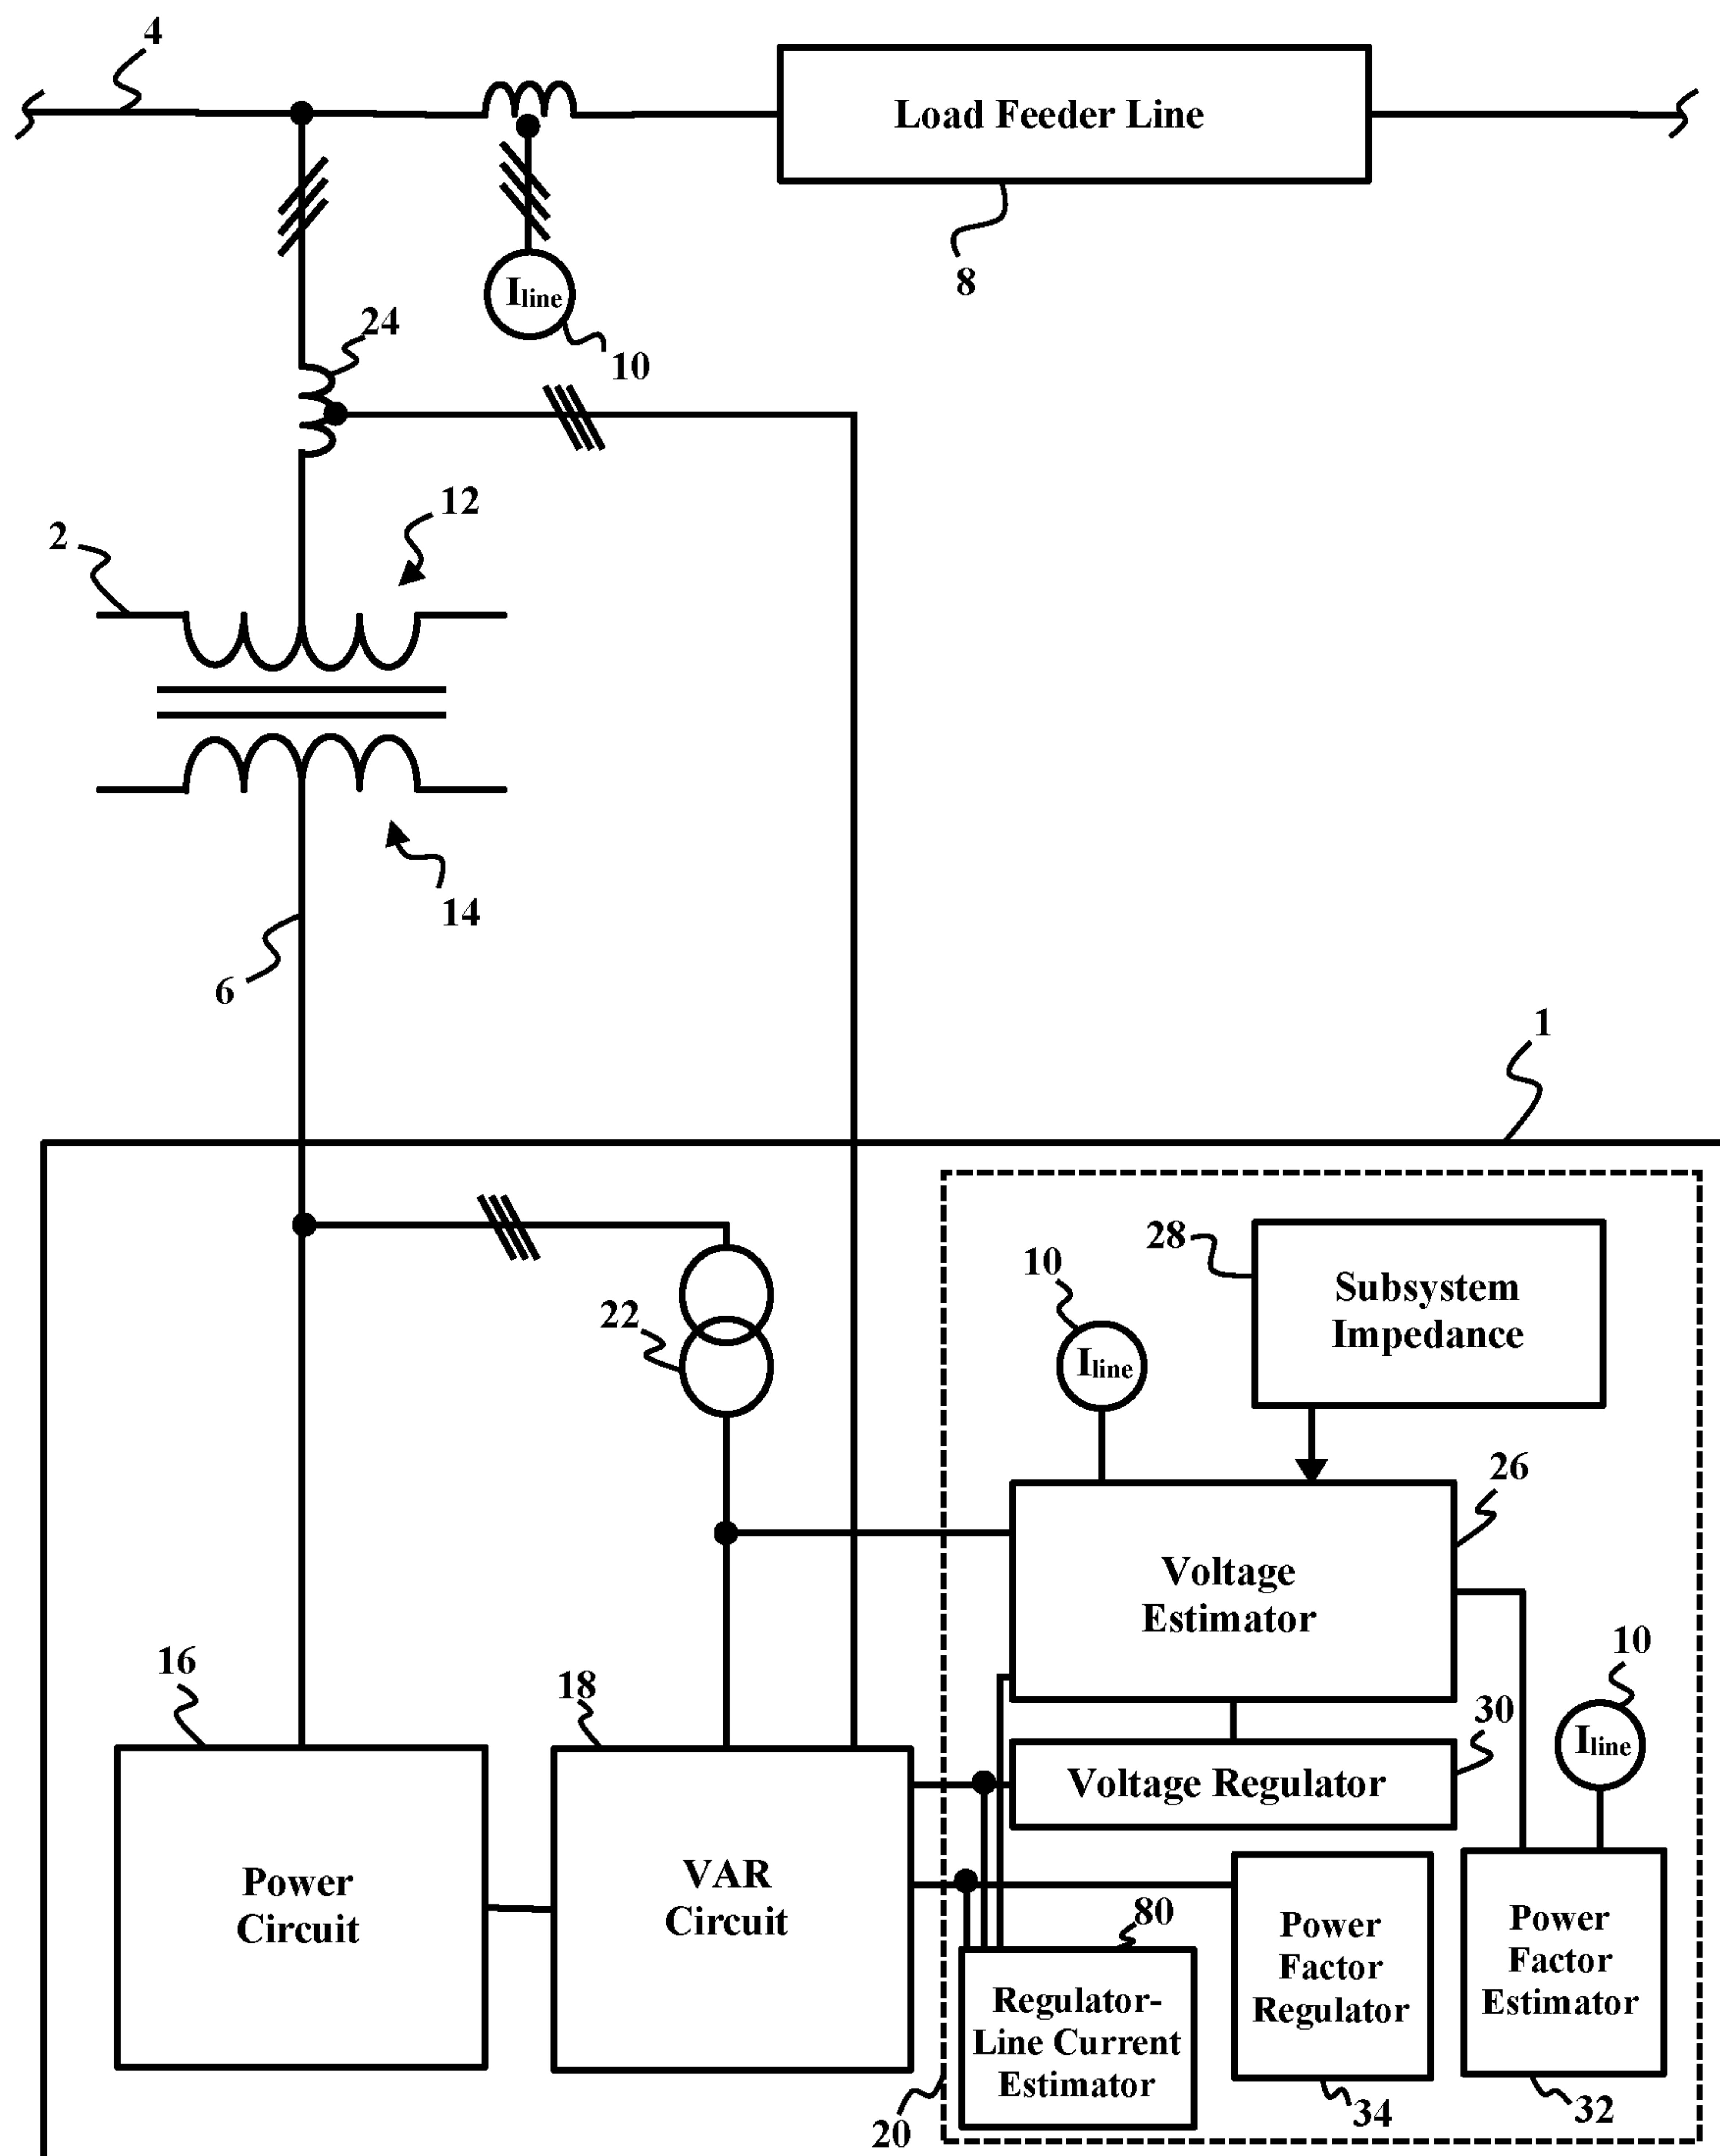 4
Load Feeder Line
8
Iline
10
24
12
2
14
6
1
28
Subsystem
Impedance
10
Iline
22
26
Voltage
Estimator
10
Iline
16
18
30
Voltage Regulator
Power
Circuit
VAR
Circuit
80
Regulator-
Line Current
Estimator
Power
Factor
Regulator
Power
Factor
Estimator
20
34
32